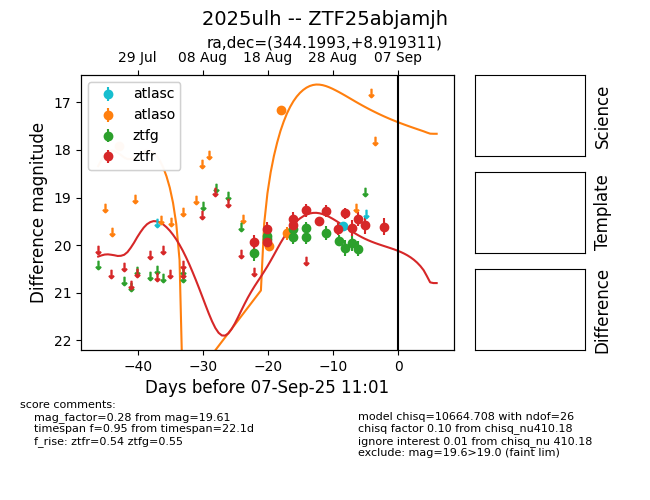 2025ulh -- ZTF25abjamjh
ra,dec=(344.1993,+8.919311)
29 Jul 08 Aug 18 Aug 28 Aug 07 Sep
atlasc
atlaso
ztfg
ztfr
17
18
19
20
21
22
Difference magnitude
−40 −30 −20 −10 0
Days before 07-Sep-25 11:01
Science
Template
Difference
score comments:
mag_factor=0.28 from mag=19.61
timespan f=0.95 from timespan=22.1d
f_rise: ztfr=0.54 ztfg=0.55
model chisq=10664.708 with ndof=26
chisq factor 0.10 from chisq_nu410.18
ignore interest 0.01 from chisq_nu 410.18
exclude: mag=19.6>19.0 (faint lim)